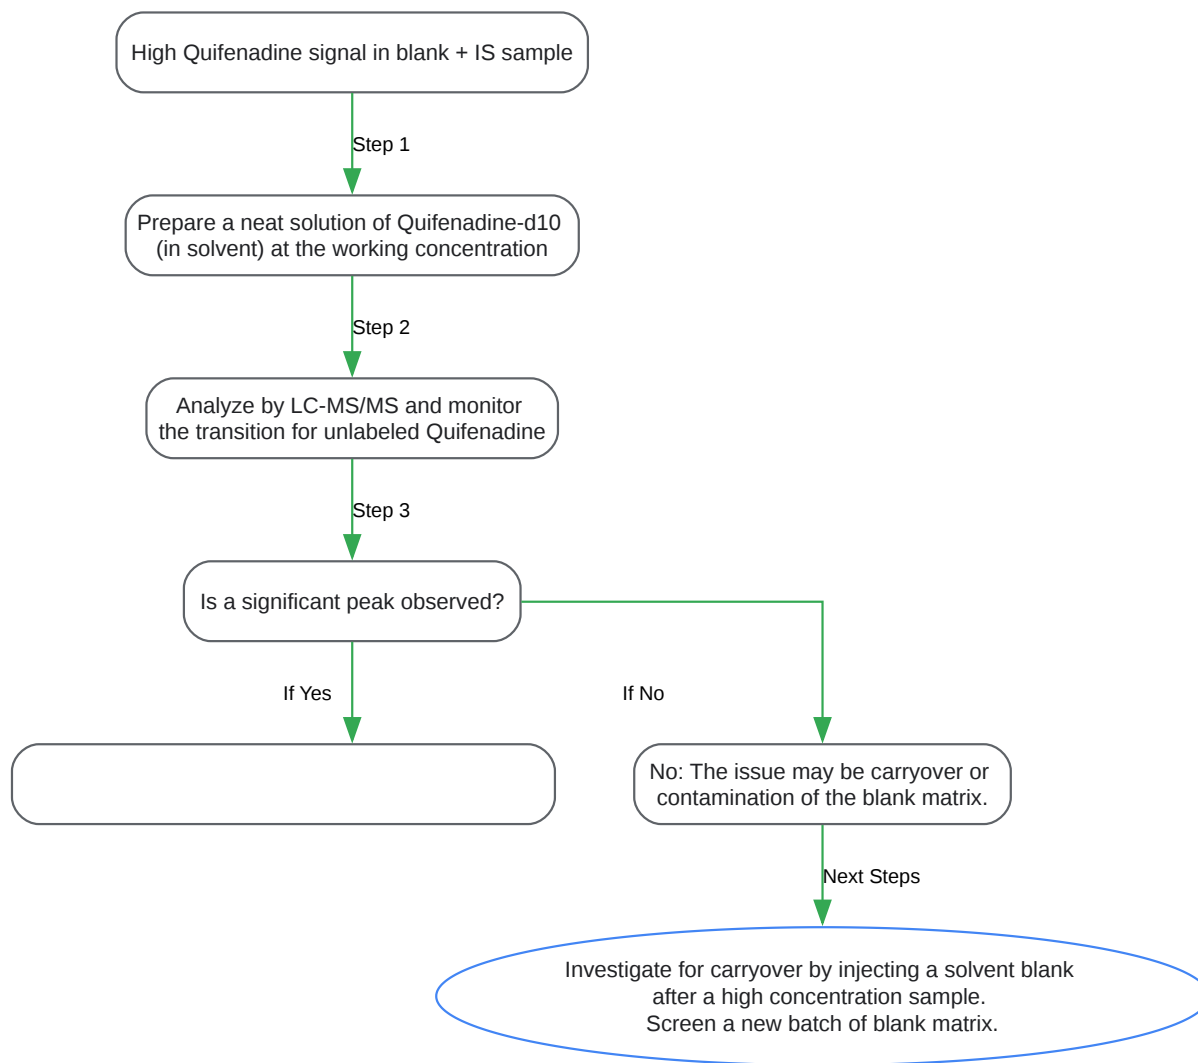 High Quifenadine signal in blank + IS sample
Step 1
Prepare a neat solution of Quifenadine-d10
(in solvent) at the working concentration
Step 2
Analyze by LC-MS/MS and monitor
the transition for unlabeled Quifenadine
Step 3
Is a significant peak observed?
If Yes
If No
No: The issue may be carryover or
contamination of the blank matrix.
Next Steps
Investigate for carryover by injecting a solvent blank
after a high concentration sample.
Screen a new batch of blank matrix.